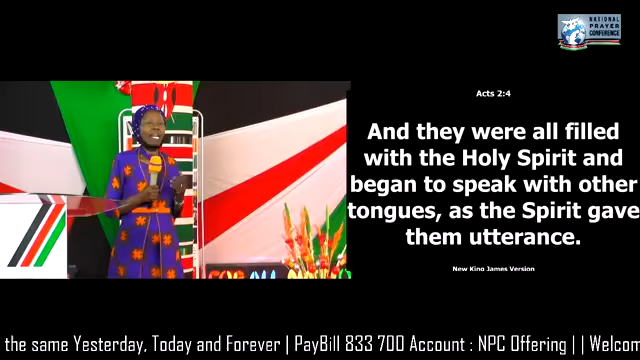 NATIONAL
PRAYER
CONFERENCE
Acts 2:4
And they were all filled
with the Holy Spirit and
began to speak with other
tongues, as the Spirit gave
them utterance.
New King James Version
the same Yesterday, Today and Forever | PayBill 833 700 Account : NPC Offering | | Welcom